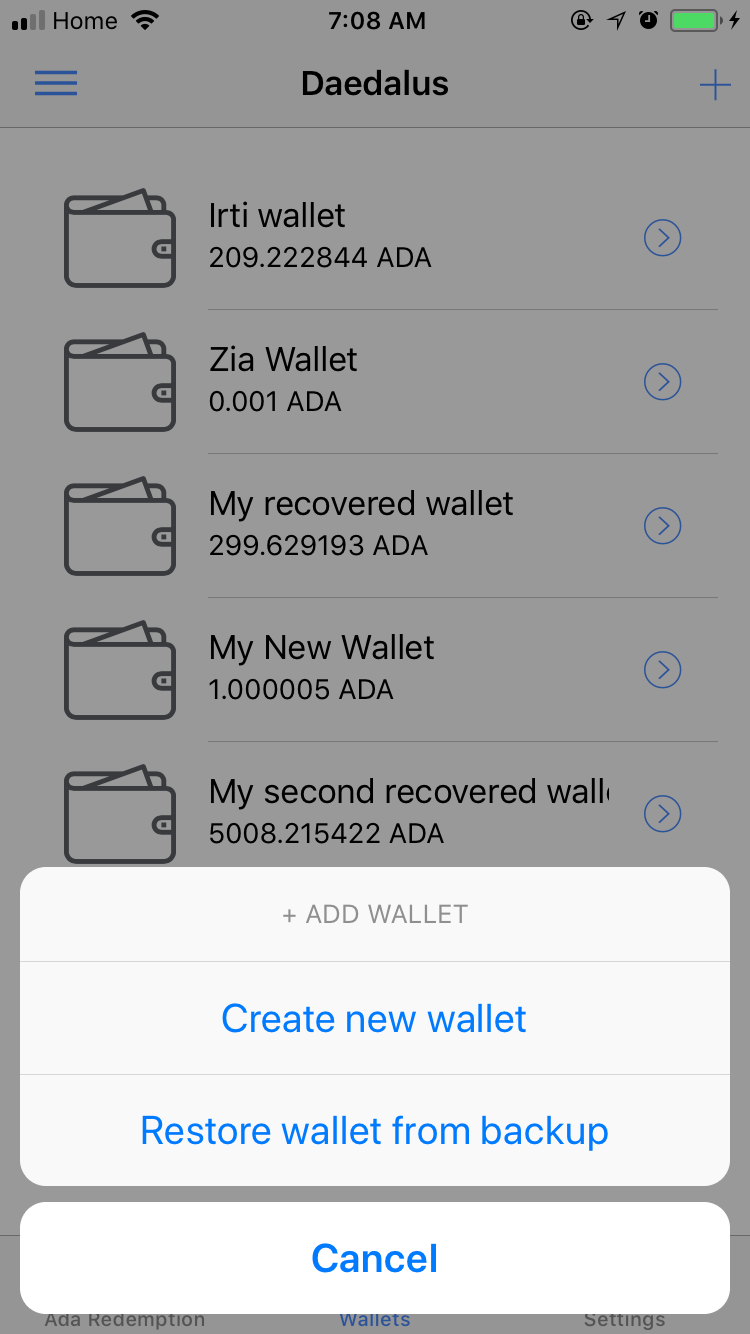 Home 7:08 AM
Daedalus
Irti wallet
209.222844 ADA
Zia Wallet
0.001 ADA
My recovered wallet
299.629193 ADA
My New Wallet
1.000005 ADA
My second recovered
5008.215422 ADA
+ ADD WALLET
Create new wallet
Restore wallet from backup
Cancel
Ada Redemption Wallets Settings